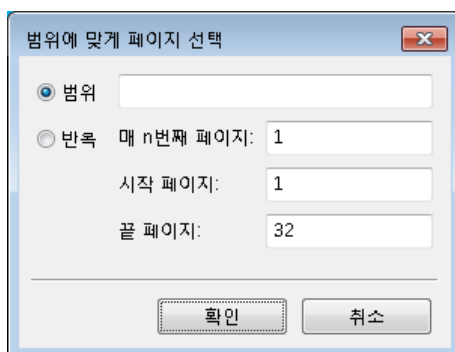 범위에 맞게 페이지 선택
범위
반복 매 n번째 페이지: 1
시작 페이지: 1
끝 페이지: 32
확인 취소